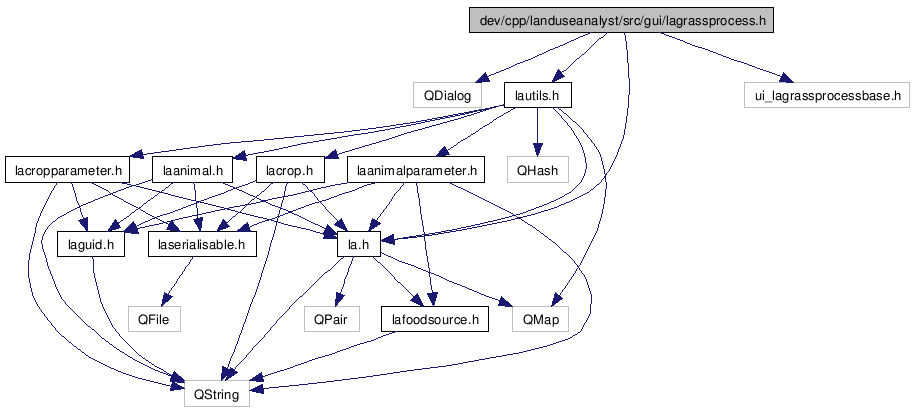 dev/cpp/landuseanalyst/src/gui/lagrassprocess.h
QDialog
lautils.h
ui_lagrassprocessbase.h
lacropparameter.h
laanimal.h
lacrop.h
laanimalparameter.h
QHash
laguid.h
laserialisable.h
la.h
QFile
QPair
lafoodsource.h
QMap
QString